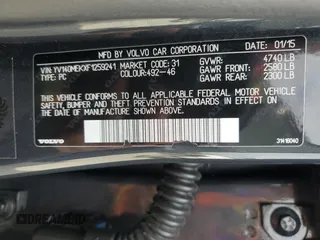 MFD BY VOLVO CAR CORPORATION DATE: 01/15
VIN: YV140MEKXF1259241 MARKET CODE: 31 GVWR: 4740 LB
TYPE: PC COLOUR: 492-46 GAWR FRONT: 2580 LB
GAWR REAR: 2300 LB
THIS VEHICLE CONFORMS TO ALL APPLICABLE FEDERAL MOTOR VEHICLE
SAFETY, BUMPER AND THEFT PREVENTION STANDARDS IN EFFECT ON THE
DATE OF MANUFACTURE SHOWN ABOVE
VOLVO 31416040